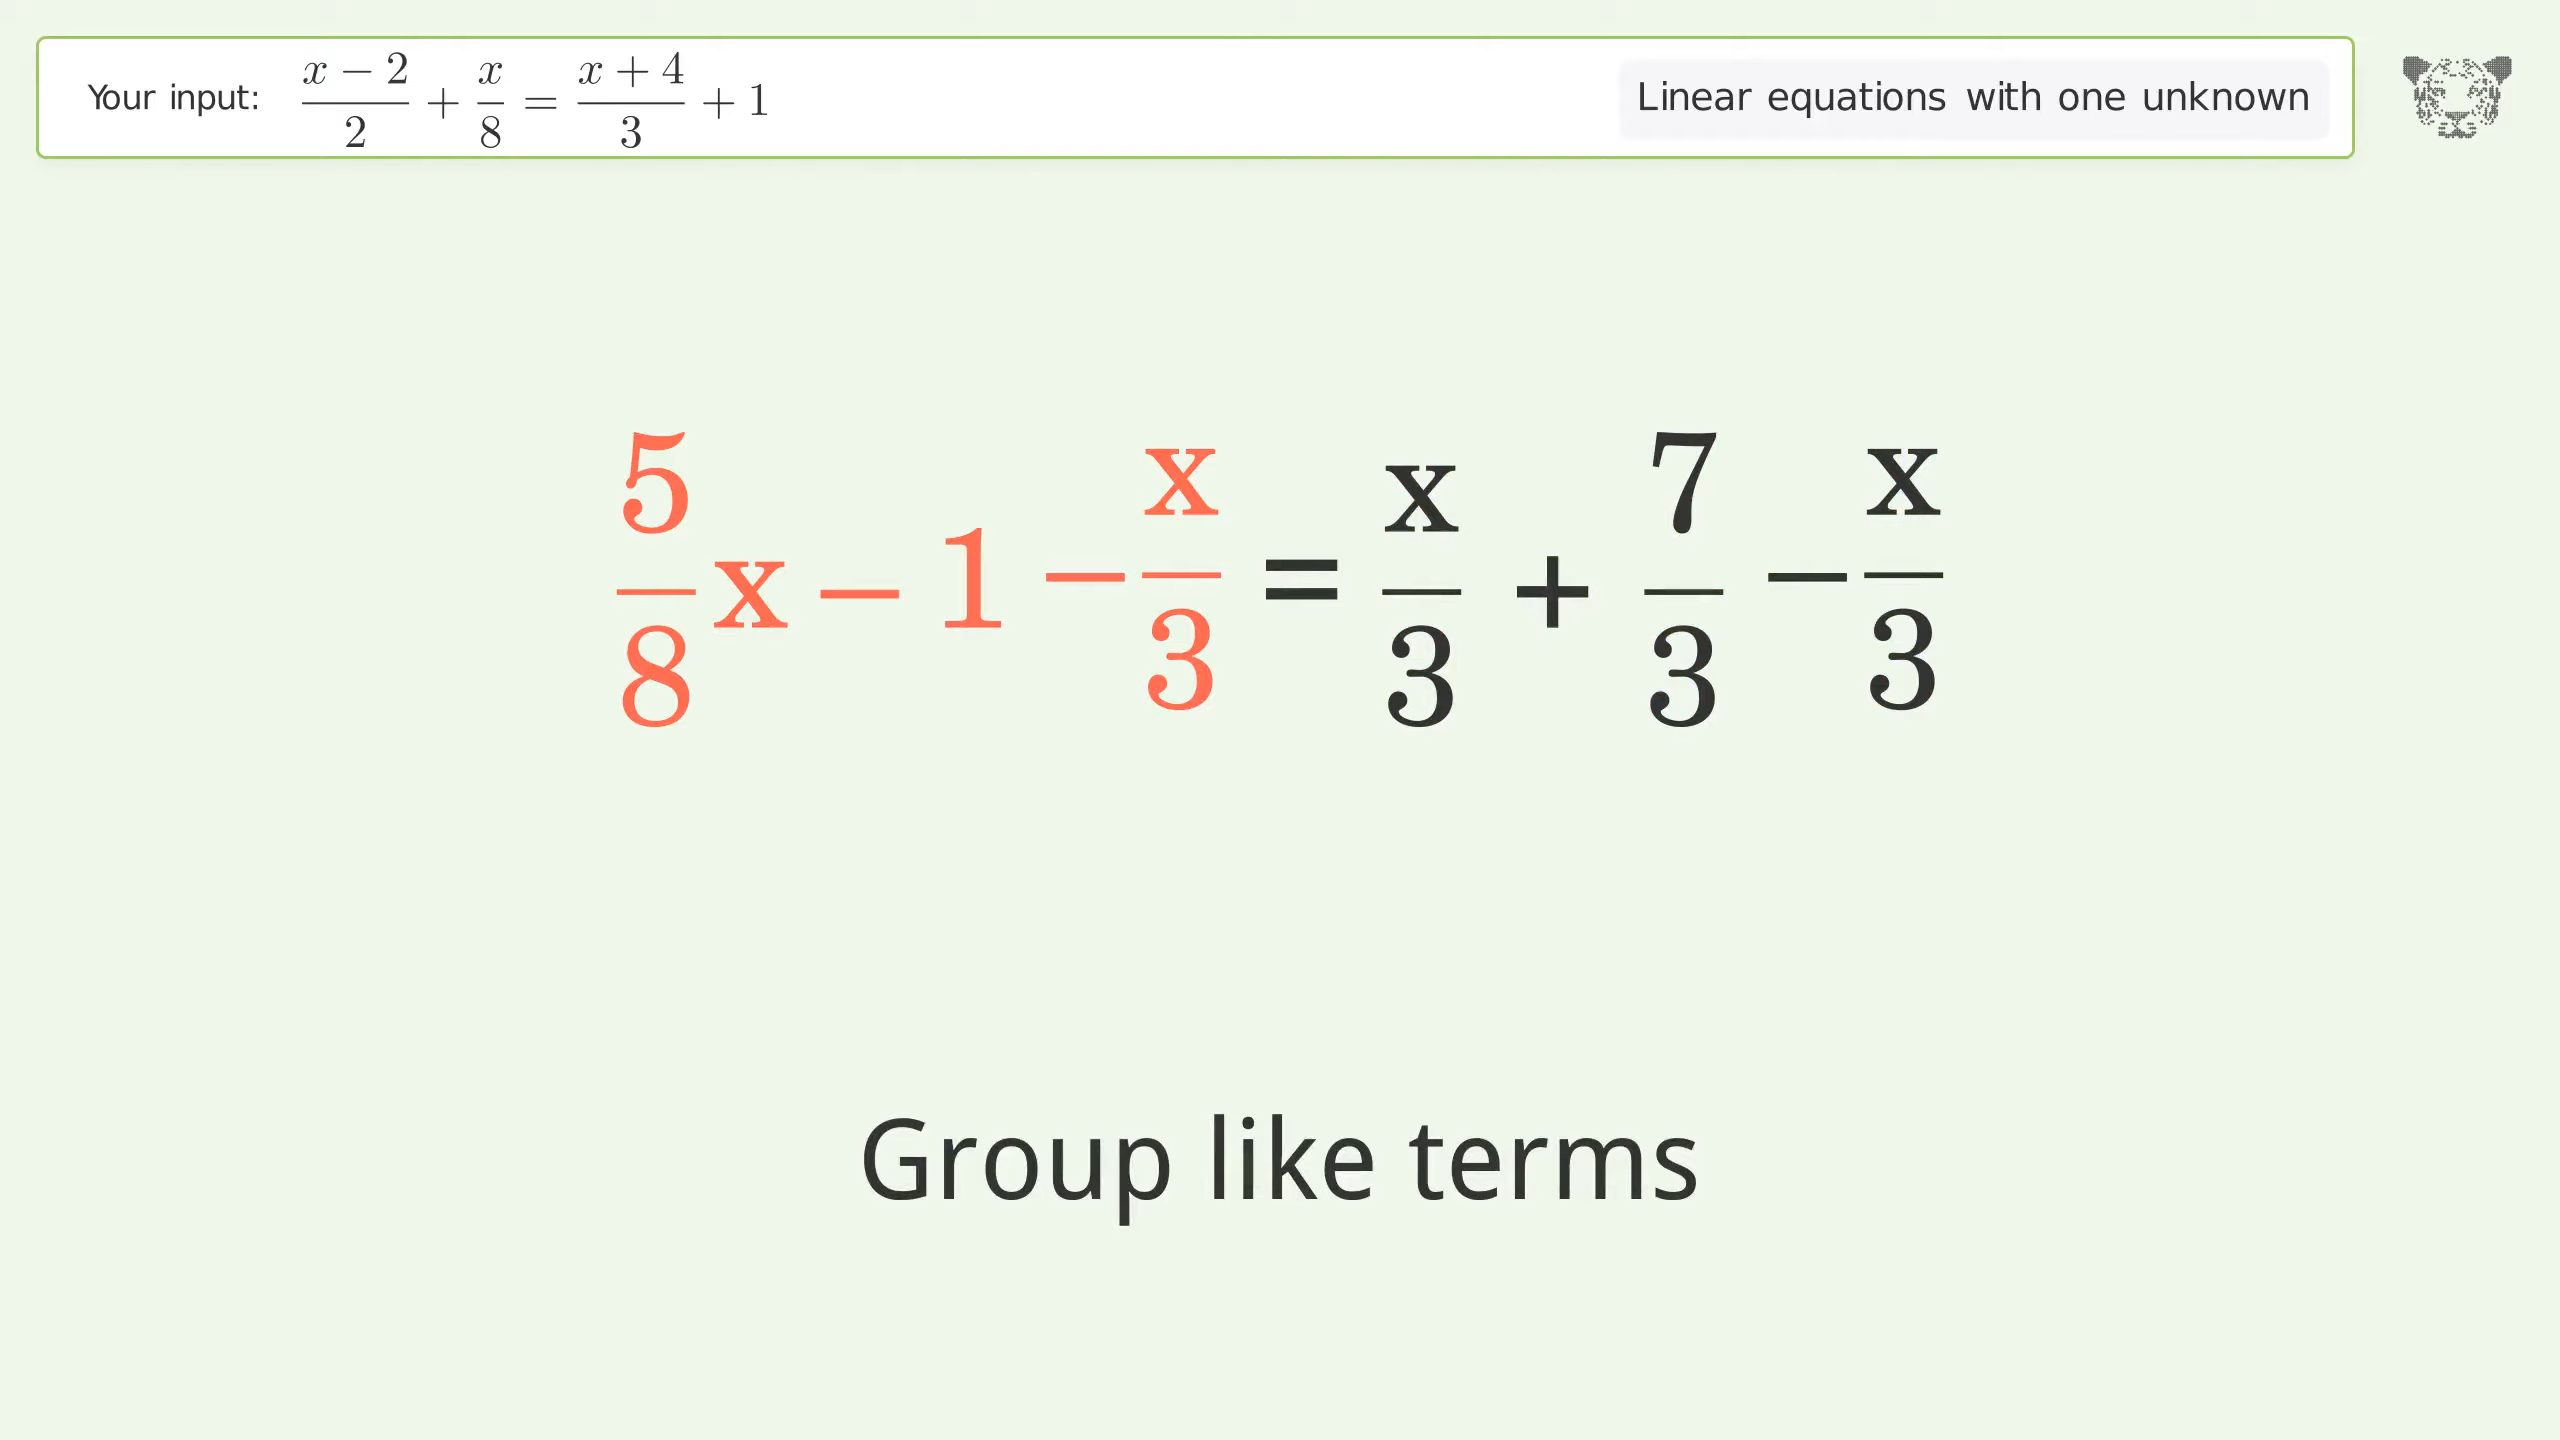 Your input: (x − 2)/2 + x/8 = (x + 4)/3 + 1
Linear equations with one unknown
5/8 x − 1 − x/3 = x/3 + 7/3 − x/3
Group like terms